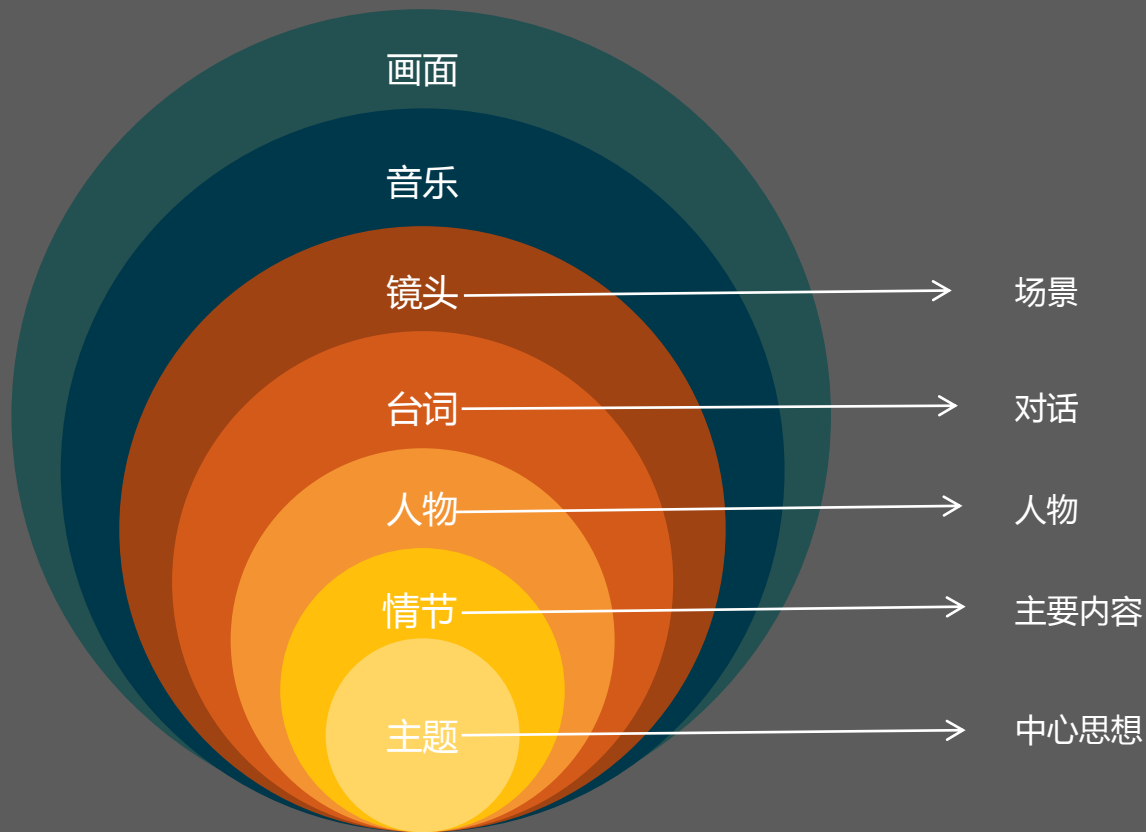 画面
音乐
镜头
场景
台词
对话
人物
人物
情节
主要内容
主题
中心思想